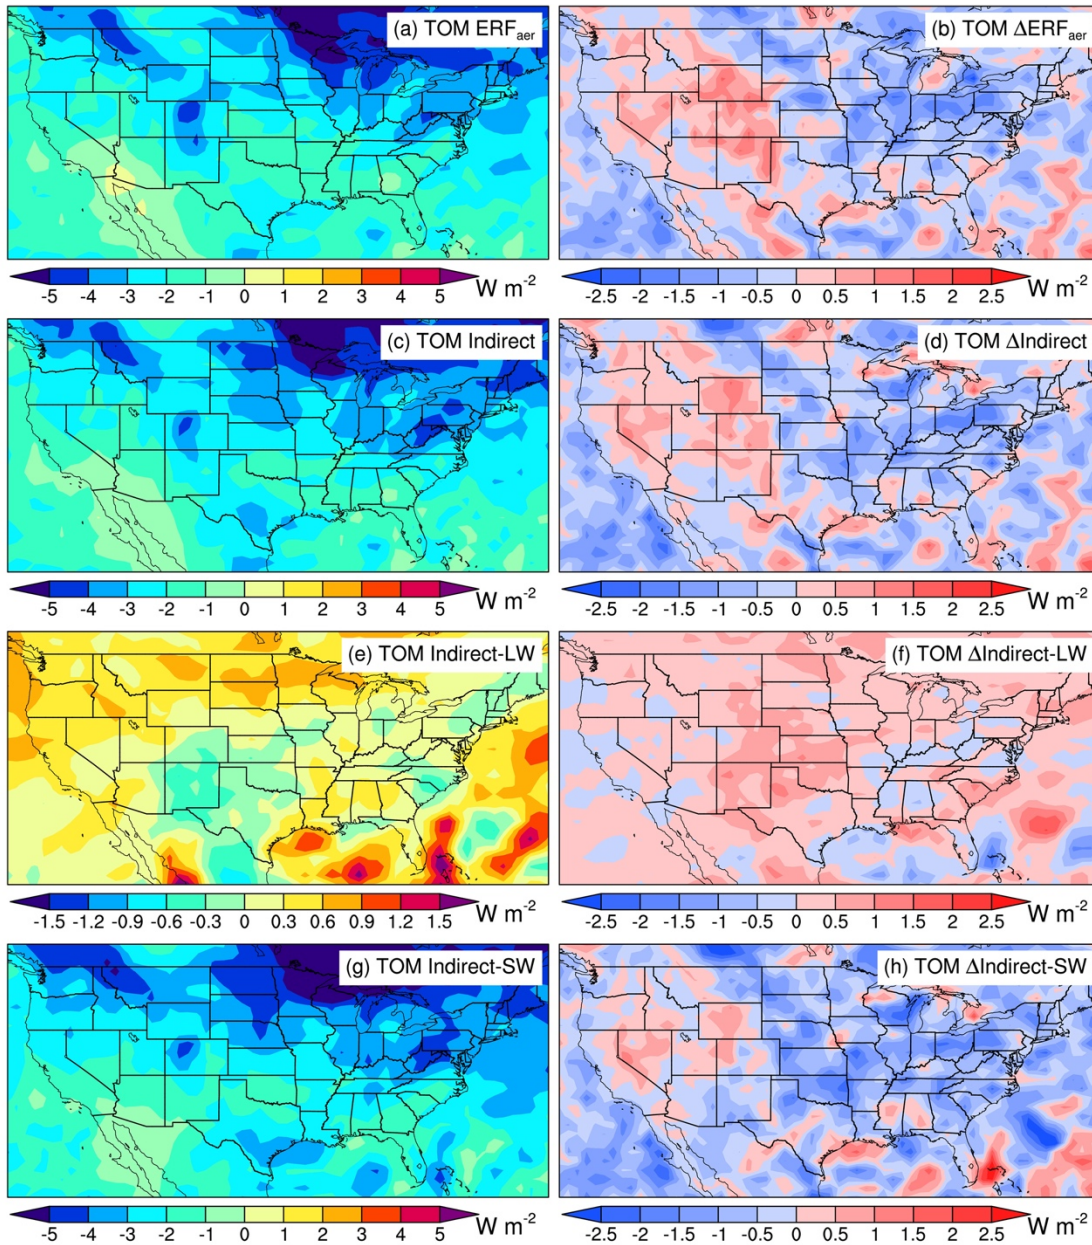 (a) TOM ERFaer
(b) TOM ΔERFaer
-5 -4 -3 -2 -1 0 1 2 3 4 5 W m-2
-2.5 -2 -1.5 -1 -0.5 0 0.5 1 1.5 2 2.5 W m-2
(c) TOM Indirect
(d) TOM ΔIndirect
-5 -4 -3 -2 -1 0 1 2 3 4 5 W m-2
-2.5 -2 -1.5 -1 -0.5 0 0.5 1 1.5 2 2.5 W m-2
(e) TOM Indirect-LW
(f) TOM ΔIndirect-LW
-1.5 -1.2 -0.9 -0.6 -0.3 0 0.3 0.6 0.9 1.2 1.5 W m-2
-2.5 -2 -1.5 -1 -0.5 0 0.5 1 1.5 2 2.5 W m-2
(g) TOM Indirect-SW
(h) TOM ΔIndirect-SW
-5 -4 -3 -2 -1 0 1 2 3 4 5 W m-2
-2.5 -2 -1.5 -1 -0.5 0 0.5 1 1.5 2 2.5 W m-2